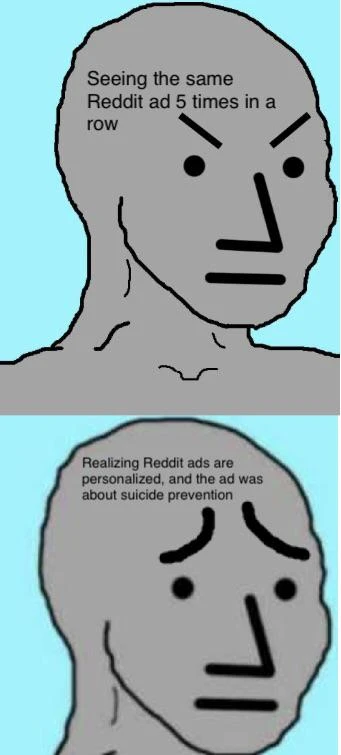 Seeing the same
Reddit ad 5 times in a
row
Realizing Reddit ads are
personalized, and the ad was
about suicide prevention